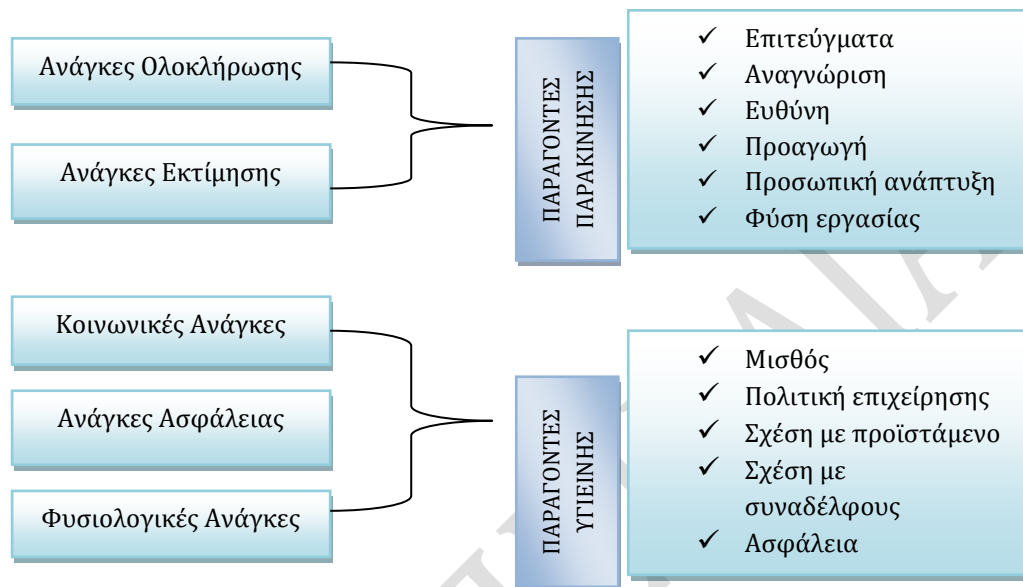 Ανάγκες Ολοκλήρωσης
Ανάγκες Εκτίμησης
ΠΑΡΑΓΟΝΤΕΣ
ΠΑΡΑΚΙΝΗΣΗΣ
✓ Επιτεύγματα
✓ Αναγνώριση
✓ Ευθύνη
✓ Προαγωγή
✓ Προσωπική ανάπτυξη
✓ Φύση εργασίας
Κοινωνικές Ανάγκες
Ανάγκες Ασφάλειας
Φυσιολογικές Ανάγκες
ΠΑΡΑΓΟΝΤΕΣ
ΥΓΙΕΙΝΗΣ
✓ Μισθός
✓ Πολιτική επιχείρησης
✓ Σχέση με προϊστάμενο
✓ Σχέση με
συναδέλφους
✓ Ασφάλεια